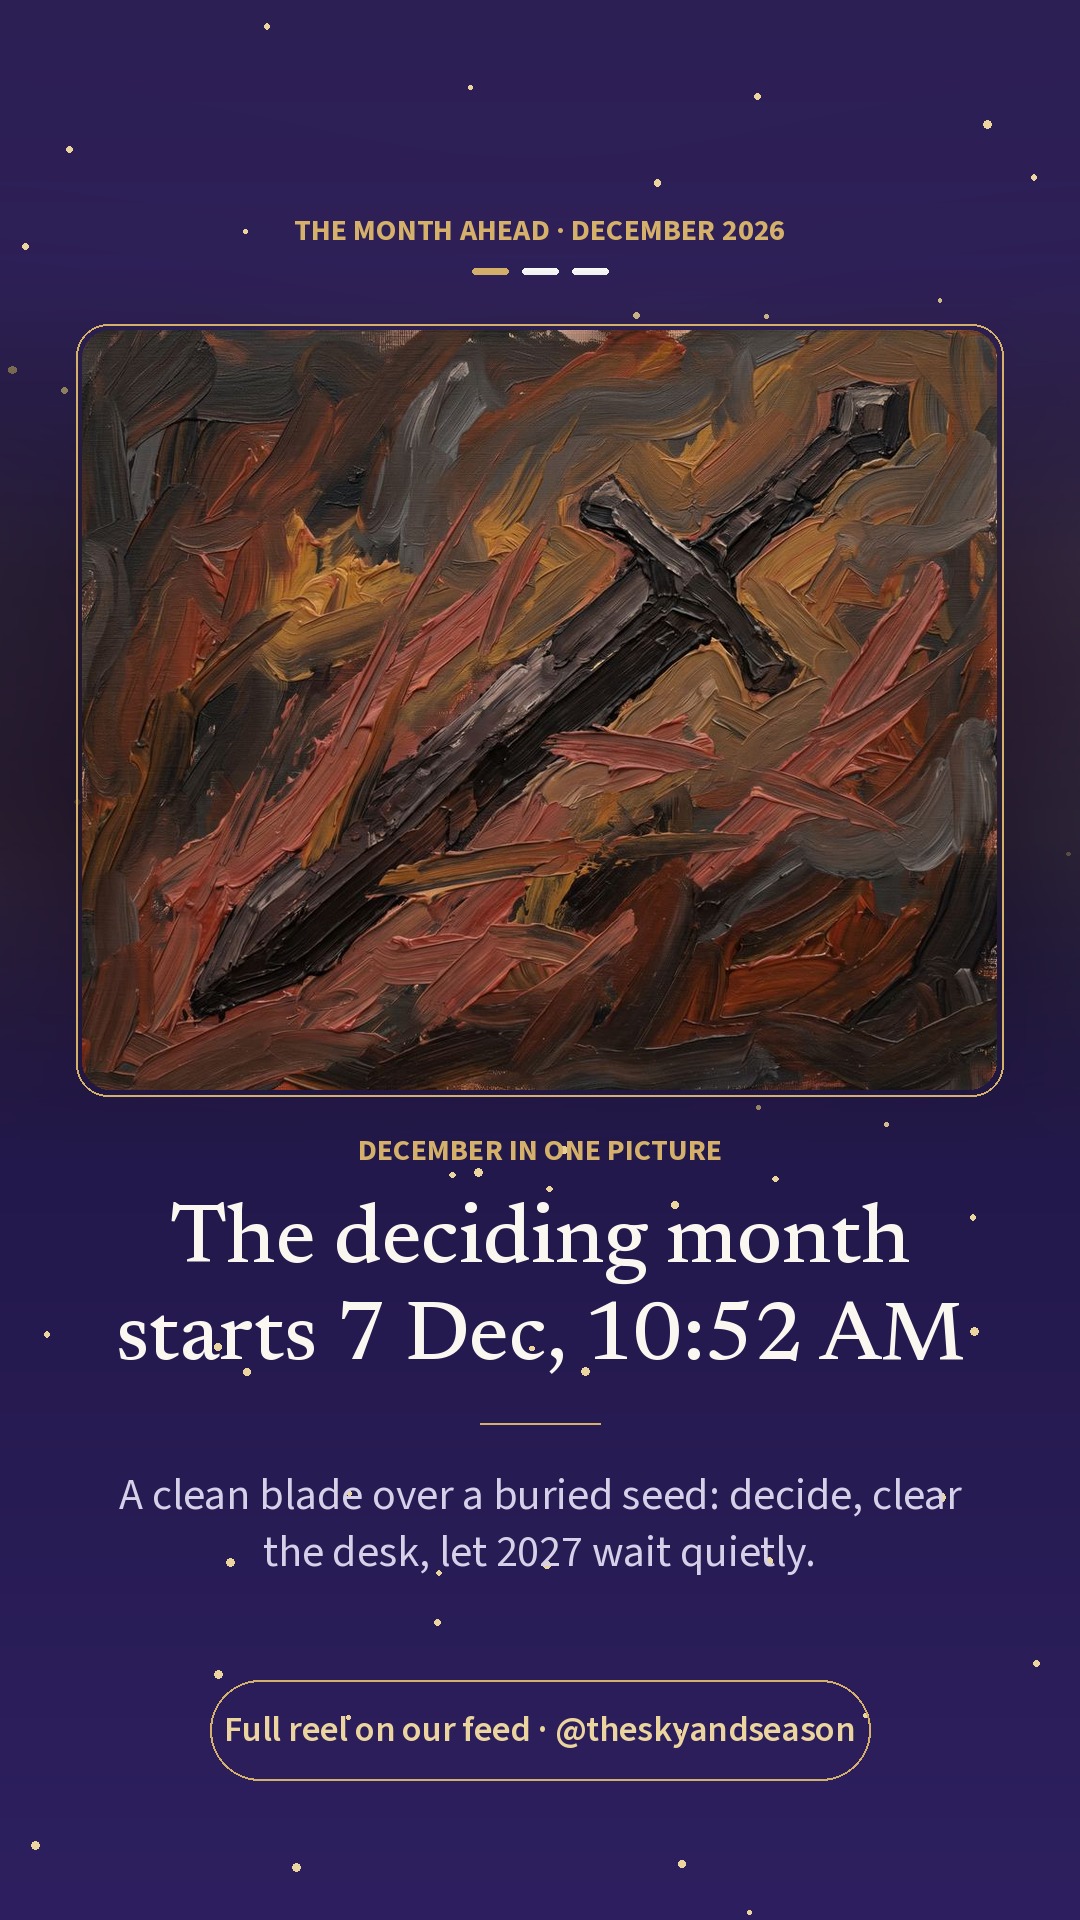 THE MONTH AHEAD · DECEMBER 2026
DECEMBER IN ONE PICTURE
The deciding month
starts 7 Dec, 10:52 AM
A clean blade over a buried seed: decide, clear
the desk, let 2027 wait quietly.
Full reel on our feed · @theskyandseason